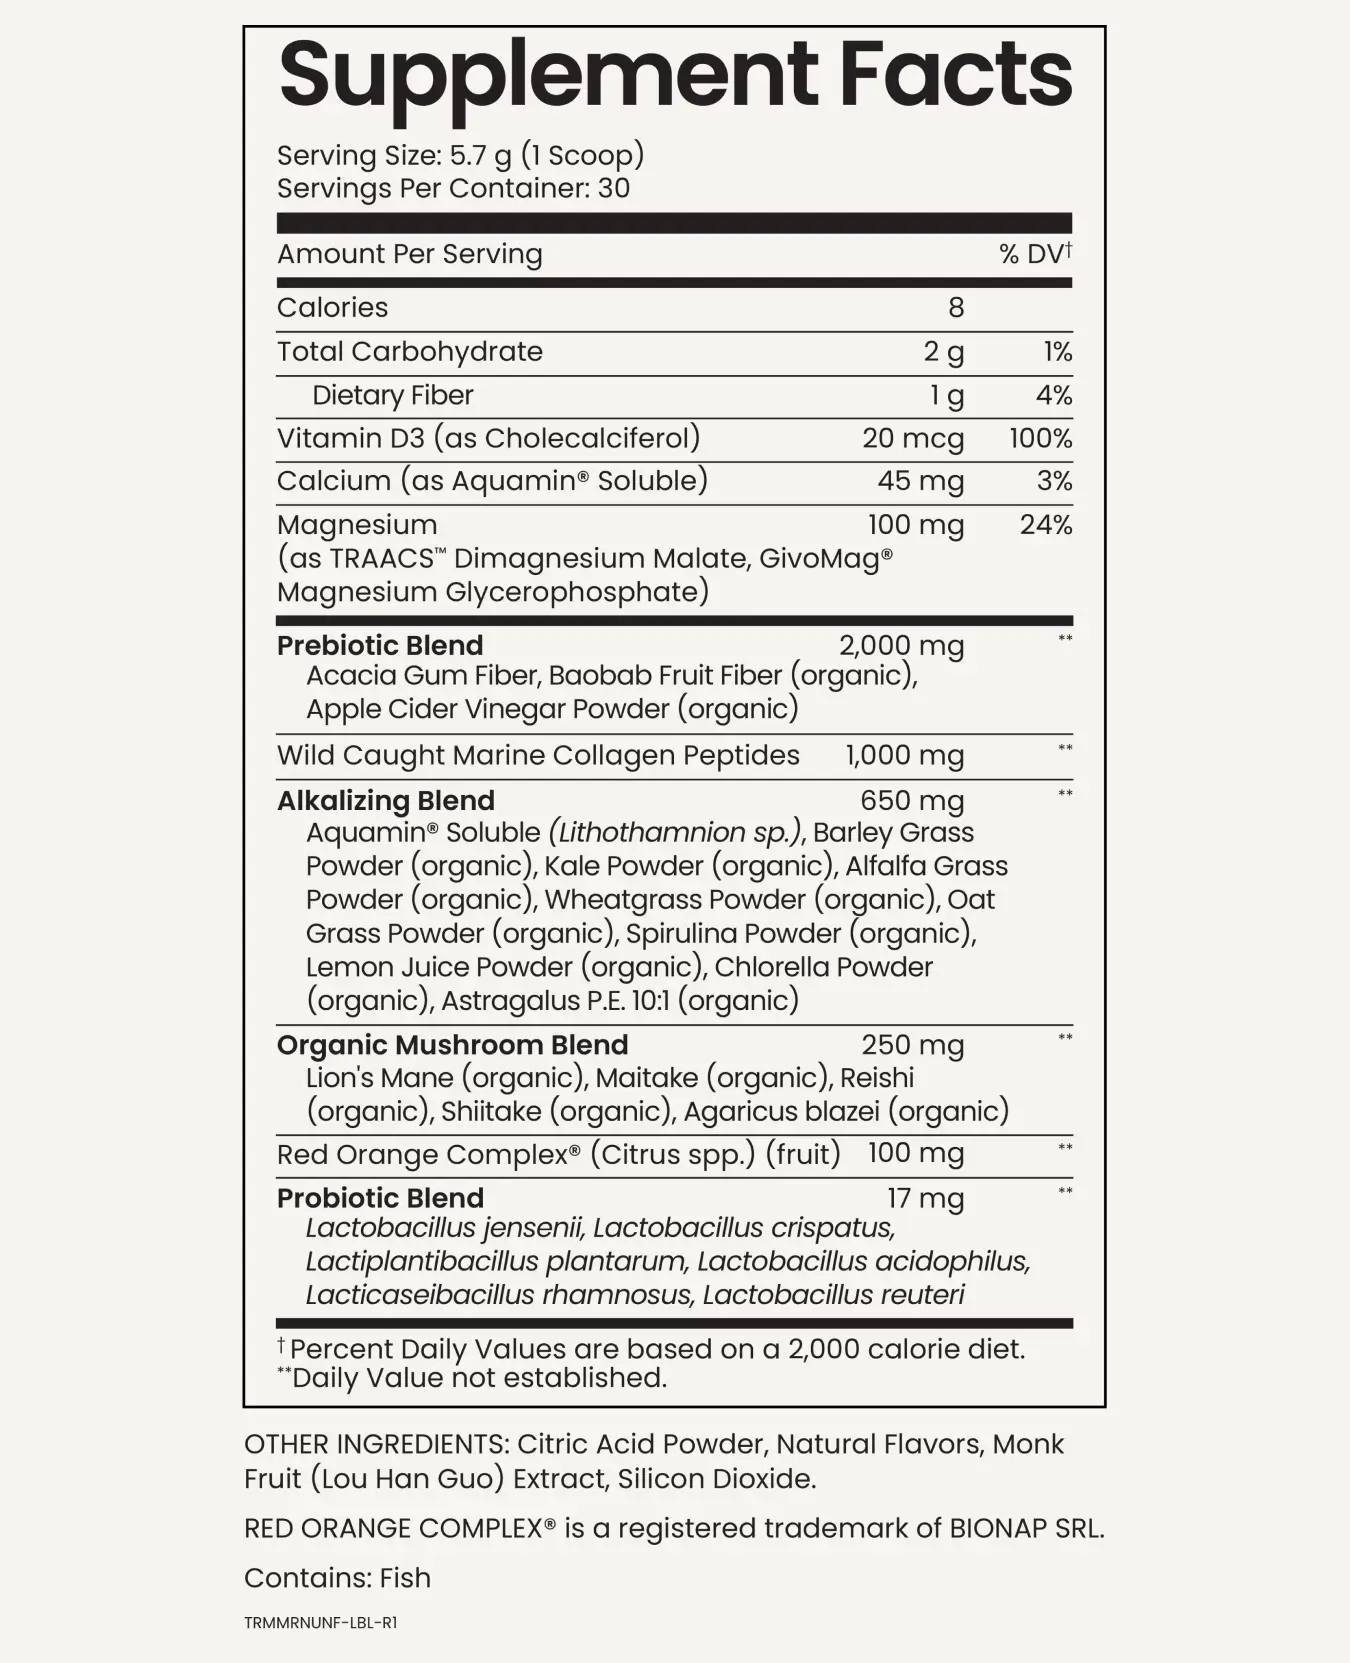 Supplement Facts
Serving Size: 5.7 g (1 Scoop)
Servings Per Container: 30
Amount Per Serving % DV†
Calories 8
Total Carbohydrate 2 g 1%
Dietary Fiber 1 g 4%
Vitamin D3 (as Cholecalciferol) 20 mcg 100%
Calcium (as Aquamin® Soluble) 45 mg 3%
Magnesium 100 mg 24%
(as TRAACS™ Dimagnesium Malate, GivoMag®
Magnesium Glycerophosphate)
Prebiotic Blend 2,000 mg **
Acacia Gum Fiber, Baobab Fruit Fiber (organic),
Apple Cider Vinegar Powder (organic)
Wild Caught Marine Collagen Peptides 1,000 mg **
Alkalizing Blend 650 mg **
Aquamin® Soluble (Lithothamnion sp.), Barley Grass
Powder (organic), Kale Powder (organic), Alfalfa Grass
Powder (organic), Wheatgrass Powder (organic), Oat
Grass Powder (organic), Spirulina Powder (organic),
Lemon Juice Powder (organic), Chlorella Powder
(organic), Astragalus P.E. 10:1 (organic)
Organic Mushroom Blend 250 mg **
Lion's Mane (organic), Maitake (organic), Reishi
(organic), Shiitake (organic), Agaricus blazei (organic)
Red Orange Complex® (Citrus spp.) (fruit) 100 mg **
Probiotic Blend 17 mg **
Lactobacillus jensenii, Lactobacillus crispatus,
Lactiplantibacillus plantarum, Lactobacillus acidophilus,
Lacticaseibacillus rhamnosus, Lactobacillus reuteri
† Percent Daily Values are based on a 2,000 calorie diet.
**Daily Value not established.
OTHER INGREDIENTS: Citric Acid Powder, Natural Flavors, Monk
Fruit (Lou Han Guo) Extract, Silicon Dioxide.
RED ORANGE COMPLEX® is a registered trademark of BIONAP SRL.
Contains: Fish
TRMMRNUNF-LBL-R1